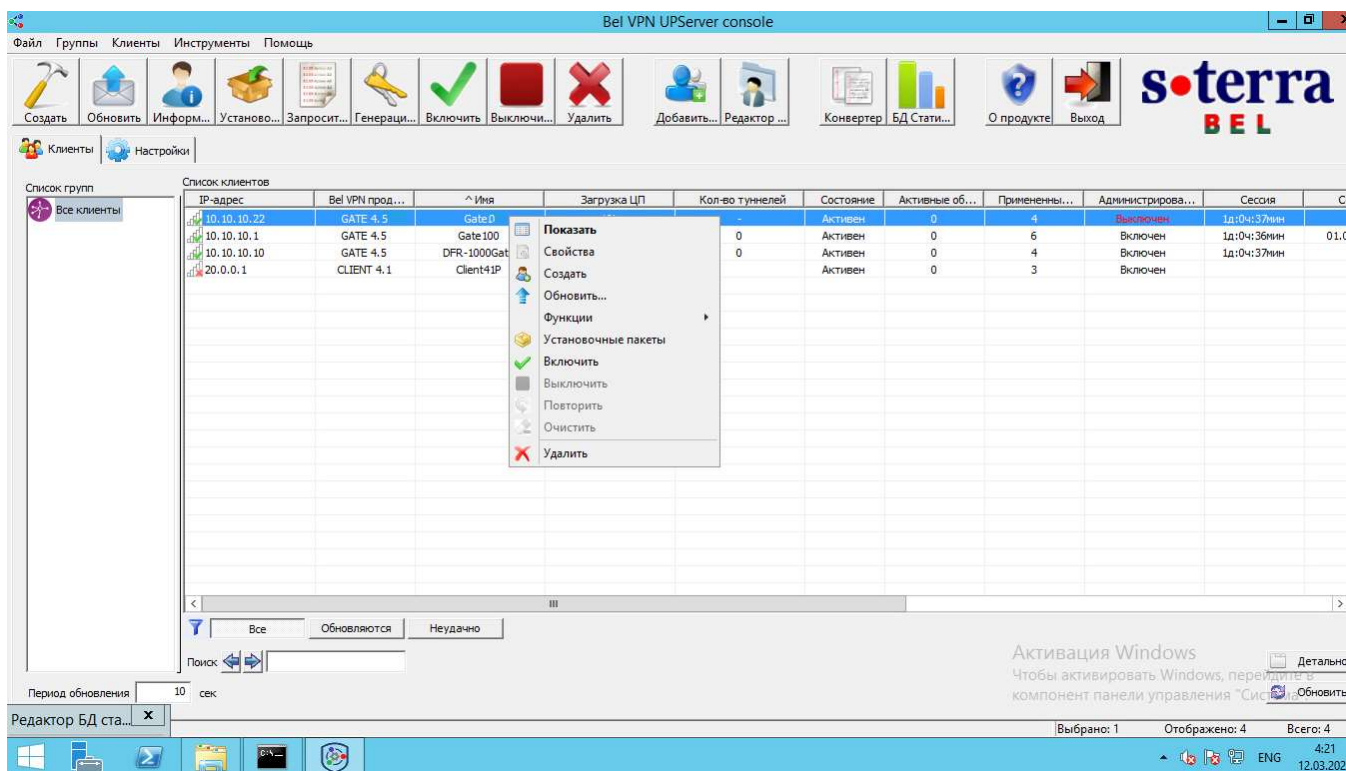 Bel VPN UPServer console
Файл Группы Клиенты Инструменты Помощь
Создать Обновить Информ... Установо... Запросит... Генераци... Включить Выключи... Удалить Добавить... Редактор ... Конвертер БД Стати... О продукте Выход
s•terra
BEL
Клиенты Настройки
Список групп
Все клиенты
Список клиентов
IP-адрес Bel VPN прод... ^ Имя Загрузка ЦП Кол-во туннелей Состояние Активные об... Примененны... Администрирова... Сессия
10.10.10.22 GATE 4.5 Gate0 - Активен 0 4 Выключен 1д:0ч:37мин
10.10.10.1 GATE 4.5 Gate100 0 Активен 0 6 Включен 1д:0ч:36мин 01.0
10.10.10.10 GATE 4.5 DFR-1000Gat 0 Активен 0 4 Включен 1д:0ч:37мин
20.0.0.1 CLIENT 4.1 Client41P Активен 0 3 Включен
Показать
Свойства
Создать
Обновить...
Функции
Установочные пакеты
Включить
Выключить
Повторить
Очистить
Удалить
Все Обновляются Неудачно
Поиск
Период обновления 10 сек
Активация Windows
Чтобы активировать Windows, перейдите в
компонент панели управления "Система".
Детально
Обновить
Редактор БД ста... x
Выбрано: 1 Отображено: 4 Всего: 4
ENG
4:21
12.03.202